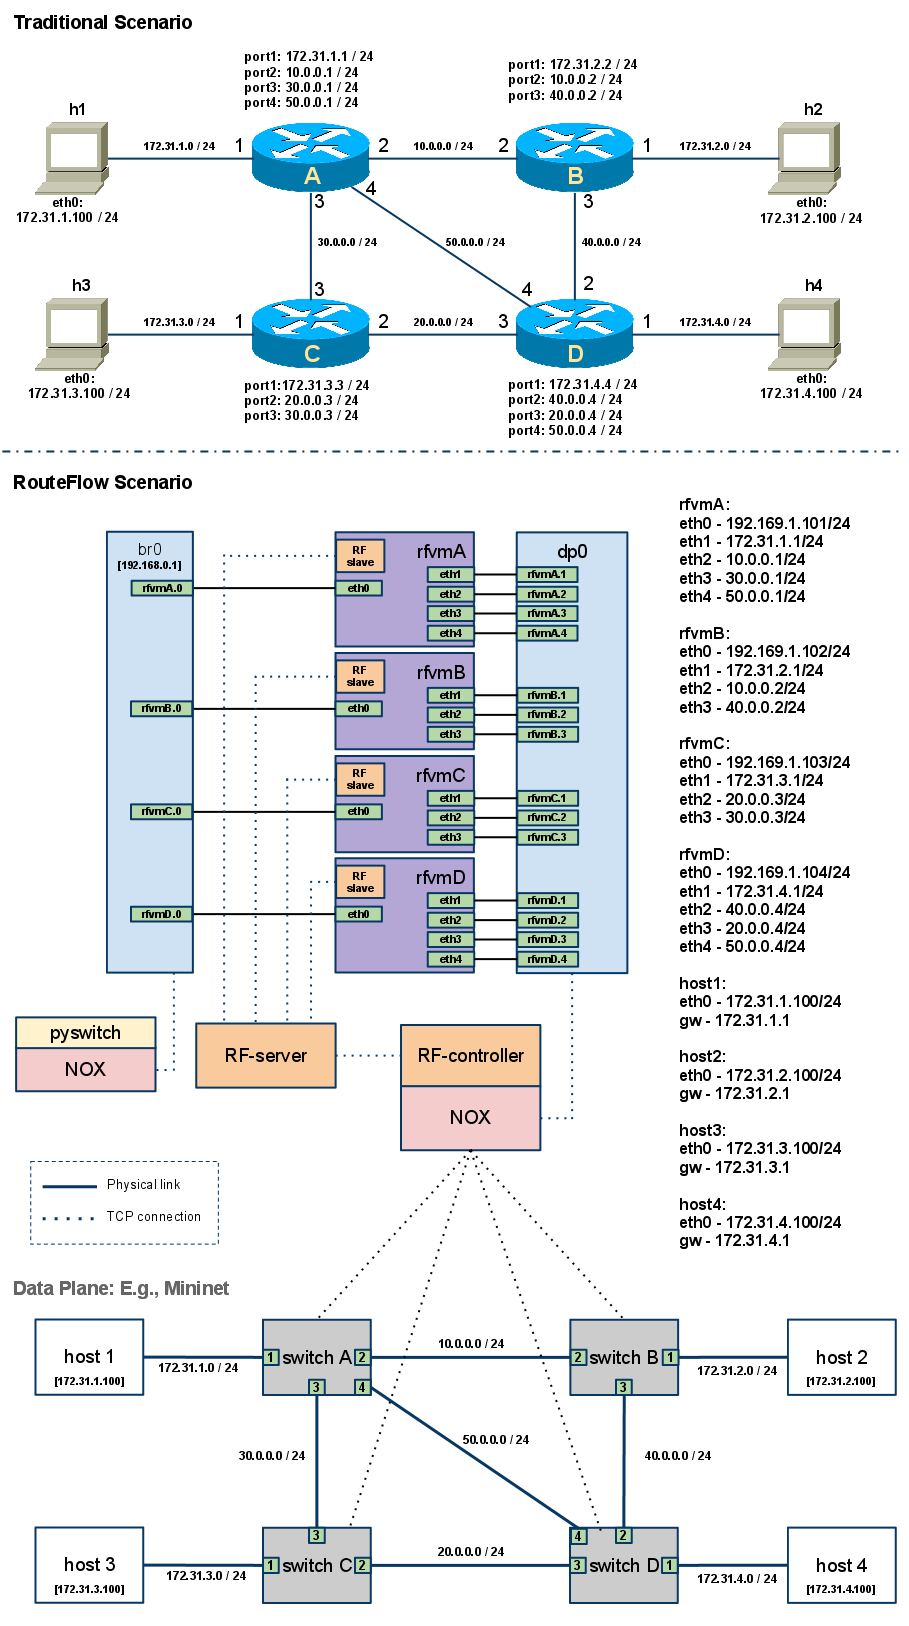 Traditional Scenario
port1: 172.31.1.1 / 24
port2: 10.0.0.1 / 24
port3: 30.0.0.1 / 24
port4: 50.0.0.1 / 24
port1: 172.31.2.2 / 24
port2: 10.0.0.2 / 24
port3: 40.0.0.2 / 24
h1
h2
172.31.1.0 / 24
1
2
10.0.0.0 / 24
2
1
172.31.2.0 / 24
A
B
eth0:
172.31.1.100 / 24
3
4
3
eth0:
172.31.2.100 / 24
30.0.0.0 / 24
50.0.0.0 / 24
40.0.0.0 / 24
h3
h4
3
4
2
172.31.3.0 / 24
1
2
20.0.0.0 / 24
3
1
172.31.4.0 / 24
C
D
eth0:
172.31.3.100 / 24
port1:172.31.3.3 / 24
port2: 20.0.0.3 / 24
port3: 30.0.0.3 / 24
port1: 172.31.4.4 / 24
port2: 40.0.0.4 / 24
port3: 20.0.0.4 / 24
port4: 50.0.0.4 / 24
eth0:
172.31.4.100 / 24
RouteFlow Scenario
br0
[192.168.0.1]
rfvmA.0
rfvmB.0
rfvmC.0
rfvmD.0
RF
slave
rfvmA
eth0
eth1
eth2
eth3
eth4
RF
slave
rfvmB
eth0
eth1
eth2
eth3
RF
slave
rfvmC
eth0
eth1
eth2
eth3
RF
slave
rfvmD
eth0
eth1
eth2
eth3
eth4
dp0
rfvmA.1
rfvmA.2
rfvmA.3
rfvmA.4
rfvmB.1
rfvmB.2
rfvmB.3
rfvmC.1
rfvmC.2
rfvmC.3
rfvmD.1
rfvmD.2
rfvmD.3
rfvmD.4
rfvmA:
eth0 - 192.169.1.101/24
eth1 - 172.31.1.1/24
eth2 - 10.0.0.1/24
eth3 - 30.0.0.1/24
eth4 - 50.0.0.1/24
rfvmB:
eth0 - 192.169.1.102/24
eth1 - 172.31.2.1/24
eth2 - 10.0.0.2/24
eth3 - 40.0.0.2/24
rfvmC:
eth0 - 192.169.1.103/24
eth1 - 172.31.3.1/24
eth2 - 20.0.0.3/24
eth3 - 30.0.0.3/24
rfvmD:
eth0 - 192.169.1.104/24
eth1 - 172.31.4.1/24
eth2 - 40.0.0.4/24
eth3 - 20.0.0.4/24
eth4 - 50.0.0.4/24
host1:
eth0 - 172.31.1.100/24
gw - 172.31.1.1
host2:
eth0 - 172.31.2.100/24
gw - 172.31.2.1
host3:
eth0 - 172.31.3.100/24
gw - 172.31.3.1
host4:
eth0 - 172.31.4.100/24
gw - 172.31.4.1
pyswitch
NOX
RF-server
RF-controller
NOX
Physical link
TCP connection
Data Plane: E.g., Mininet
host 1
[172.31.1.100]
172.31.1.0 / 24
1
switch A
2
3
4
10.0.0.0 / 24
2
switch B
1
3
172.31.2.0 / 24
host 2
[172.31.2.100]
30.0.0.0 / 24
50.0.0.0 / 24
40.0.0.0 / 24
host 3
[172.31.3.100]
172.31.3.0 / 24
3
1
switch C
2
20.0.0.0 / 24
4
2
3
switch D
1
172.31.4.0 / 24
host 4
[172.31.4.100]